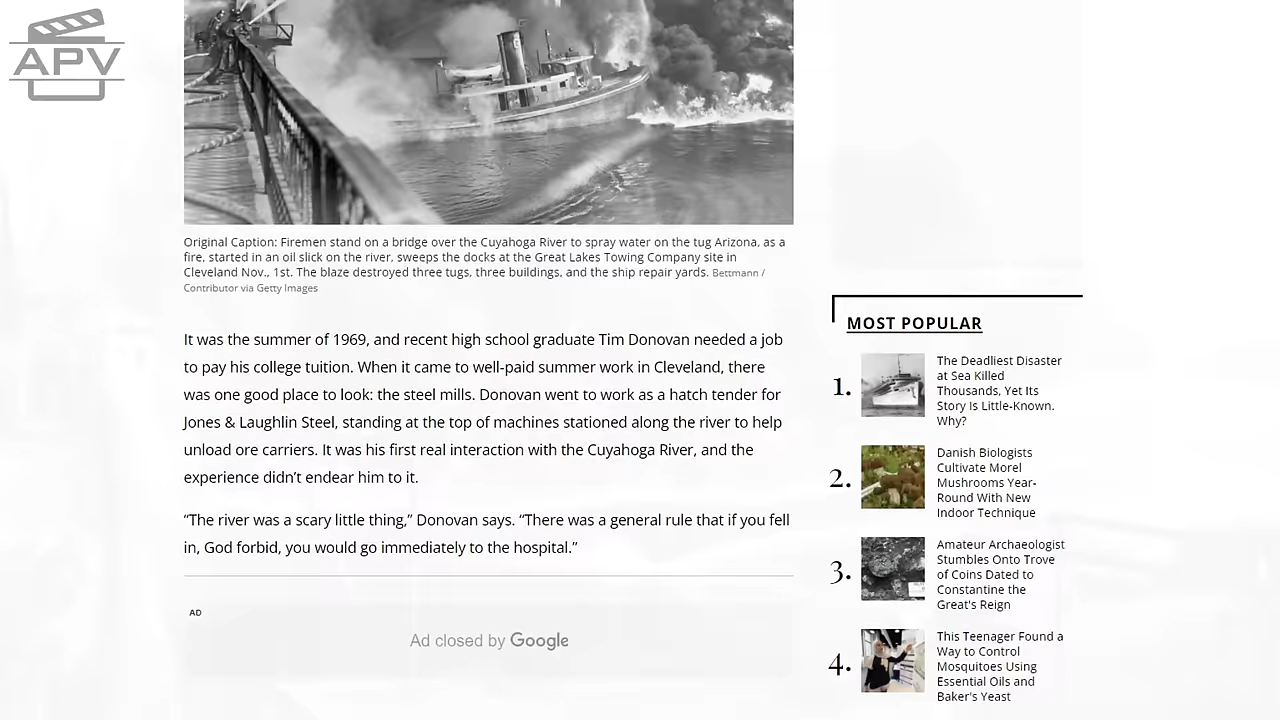 APV
Original Caption: Firemen stand on a bridge over the Cuyahoga River to spray water on the tug Arizona, as a
fire, started in an oil slick on the river, sweeps the docks at the Great Lakes Towing Company site in
Cleveland Nov., 1st. The blaze destroyed three tugs, three buildings, and the ship repair yards. Bettmann /
Contributor via Getty Images
It was the summer of 1969, and recent high school graduate Tim Donovan needed a job
to pay his college tuition. When it came to well-paid summer work in Cleveland, there
was one good place to look: the steel mills. Donovan went to work as a hatch tender for
Jones & Laughlin Steel, standing at the top of machines stationed along the river to help
unload ore carriers. It was his first real interaction with the Cuyahoga River, and the
experience didn’t endear him to it.
“The river was a scary little thing,” Donovan says. “There was a general rule that if you fell
in, God forbid, you would go immediately to the hospital.”
AD
Ad closed by Google
MOST POPULAR
1.
The Deadliest Disaster
at Sea Killed
Thousands, Yet Its
Story Is Little-Known.
Why?
2.
Danish Biologists
Cultivate Morel
Mushrooms Year-
Round With New
Indoor Technique
3.
Amateur Archaeologist
Stumbles Onto Trove
of Coins Dated to
Constantine the
Great's Reign
4.
This Teenager Found a
Way to Control
Mosquitoes Using
Essential Oils and
Baker's Yeast